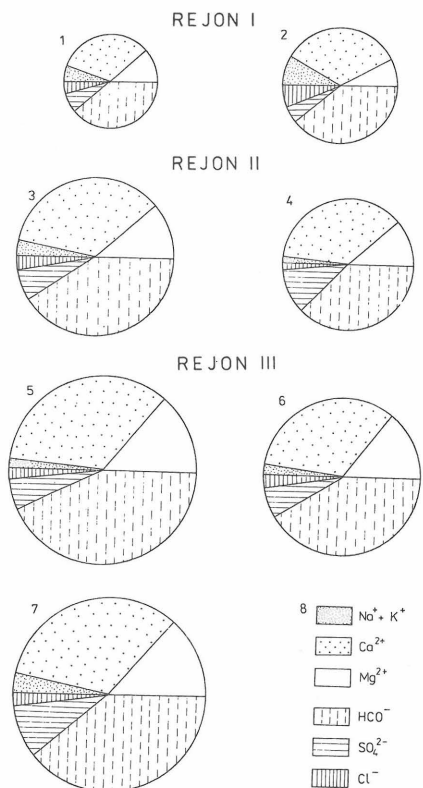 REJON I
1
2
REJON II
3
4
REJON III
5
6
7
8
Na⁺ + K⁺
Ca²⁺
Mg²⁺
HCO⁻
SO₄²⁻
Cl⁻